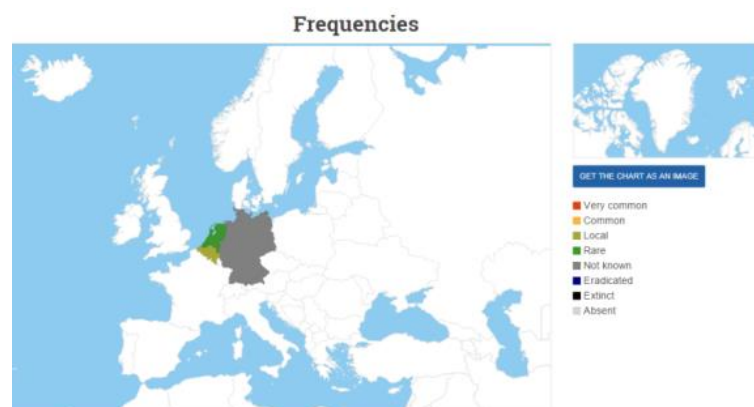 Frequencies
GET THE CHART AS AN IMAGE
Very common
Common
Local
Rare
Not known
Eradicated
Extinct
Absent